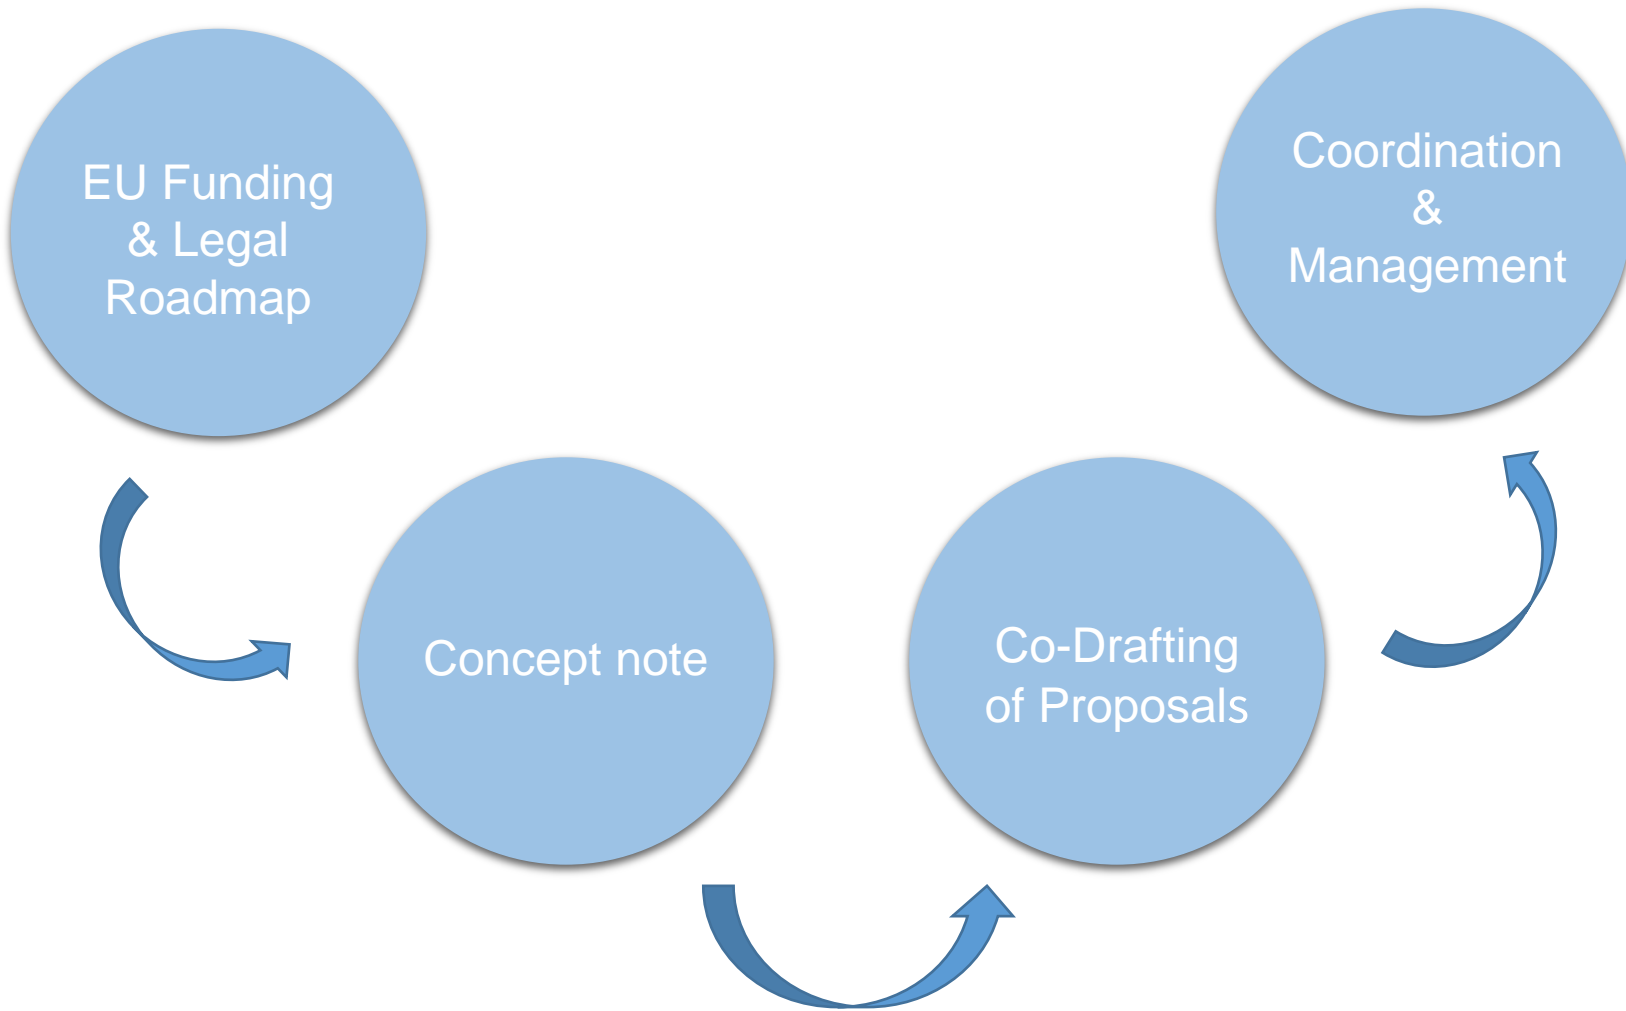 EU Funding
& Legal
Roadmap
Concept note
Co-Drafting
of Proposals
Coordination
&
Management